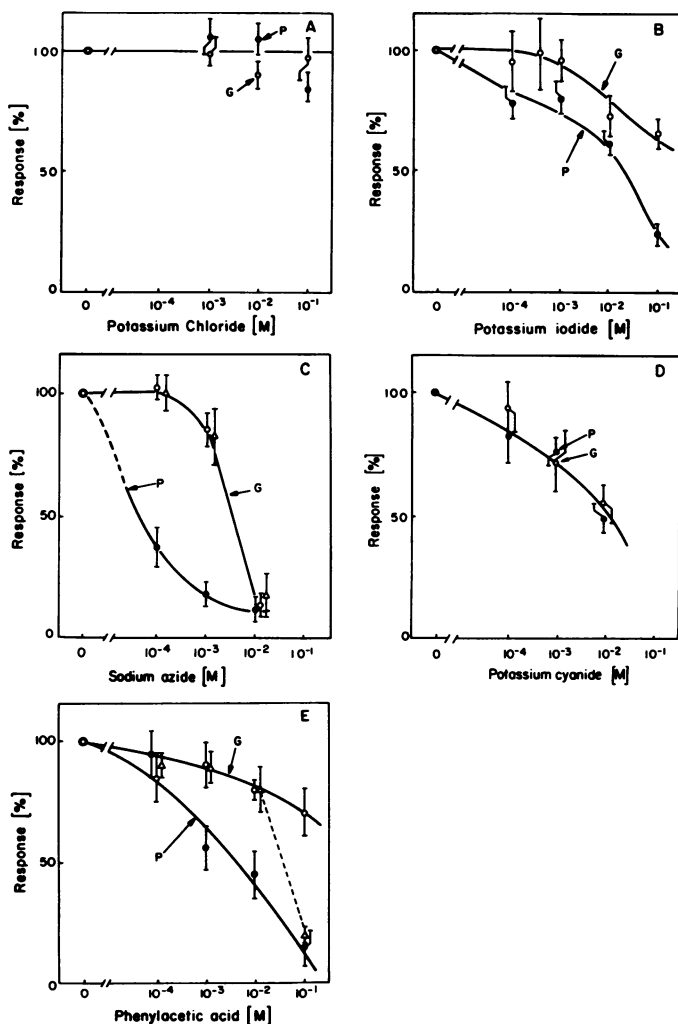 A
100
50
0
Response [%]
P
G
0 10⁻⁴ 10⁻³ 10⁻² 10⁻¹
Potassium Chloride [M]
B
100
50
0
Response [%]
G
P
0 10⁻⁴ 10⁻³ 10⁻² 10⁻¹
Potassium iodide [M]
C
100
50
0
Response [%]
P
G
0 10⁻⁴ 10⁻³ 10⁻² 10⁻¹
Sodium azide [M]
D
100
50
0
Response [%]
P
G
0 10⁻⁴ 10⁻³ 10⁻² 10⁻¹
Potassium cyanide [M]
E
100
50
0
Response [%]
G
P
0 10⁻⁴ 10⁻³ 10⁻² 10⁻¹
Phenylacetic acid [M]